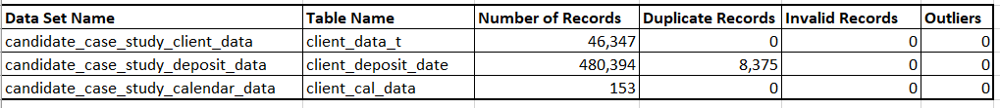 Data Set Name Table Name Number of Records Duplicate Records Invalid Records Outliers
candidate_case_study_client_data client_data_t 46,347 0 0 0
candidate_case_study_deposit_data client_deposit_date 480,394 8,375 0 0
candidate_case_study_calendar_data client_cal_data 153 0 0 0